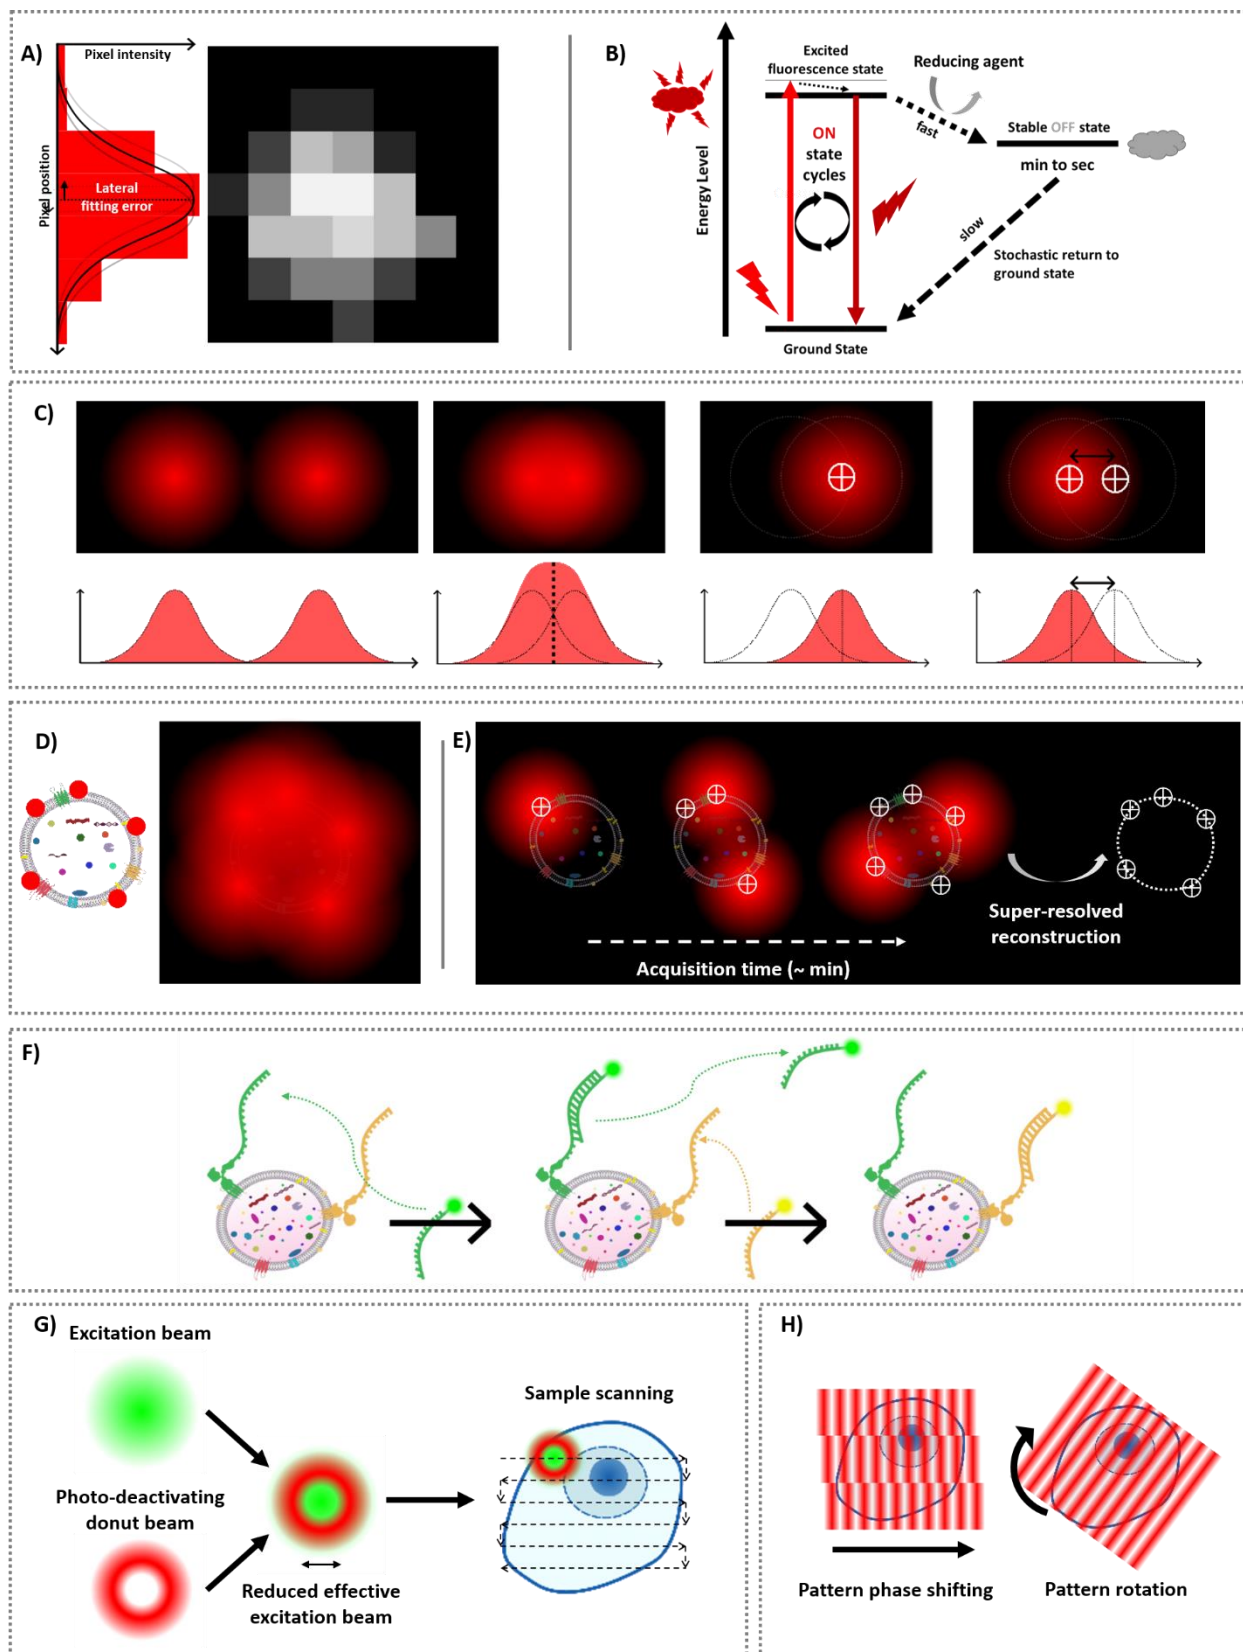 A)
Pixel intensity
Pixel position
Lateral
fitting error
B)
Energy Level
Excited
fluorescence state
Reducing agent
fast
Stable OFF state
min to sec
ON
state
cycles
slow
Stochastic return to
ground state
Ground State
C)
D)
E)
Acquisition time (~ min)
Super-resolved
reconstruction
F)
G)
Excitation beam
Photo-deactivating
donut beam
Reduced effective
excitation beam
Sample scanning
H)
Pattern phase shifting
Pattern rotation